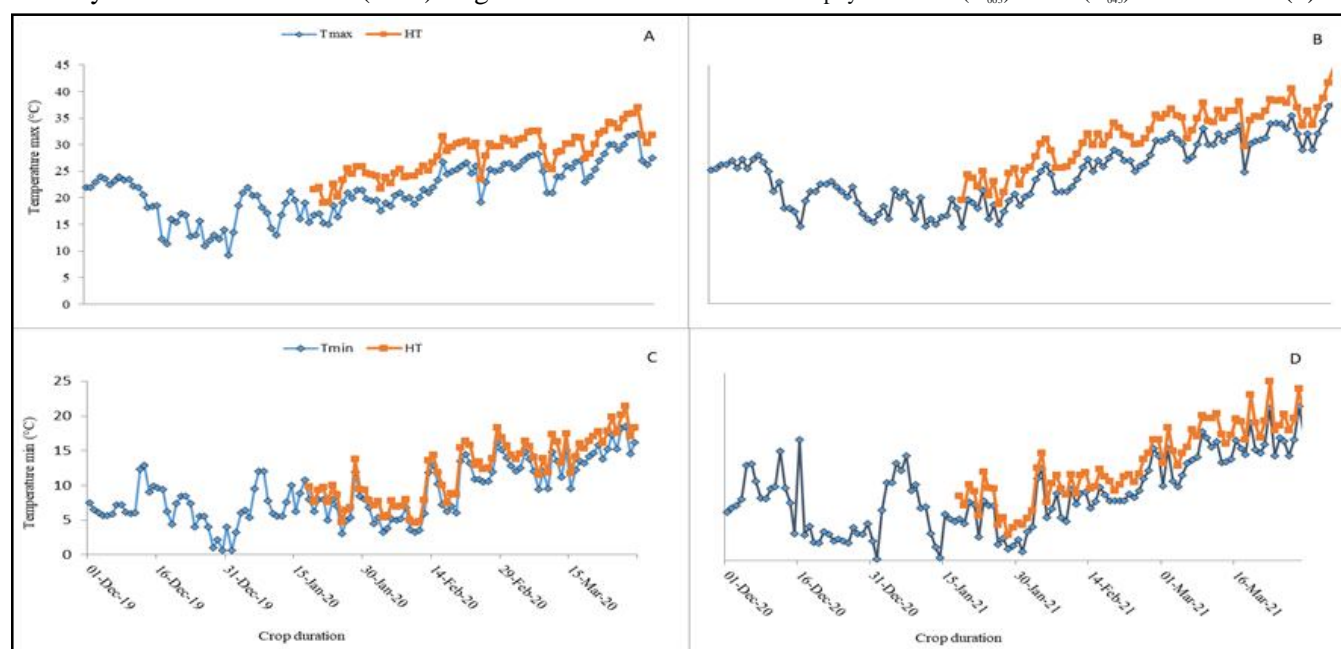 Tmax HT A
B
Temperature max (°C)
45
40
35
30
25
20
15
10
5
0
Tmin HT C
D
Temperature min (°C)
25
20
15
10
5
0
01-Dec-19 16-Dec-19 31-Dec-19 15-Jan-20 30-Jan-20 14-Feb-20 29-Feb-20 15-Mar-20
Crop duration
01-Dec-20 16-Dec-20 31-Dec-20 15-Jan-21 30-Jan-21 14-Feb-21 01-Mar-21 16-Mar-21
Crop duration